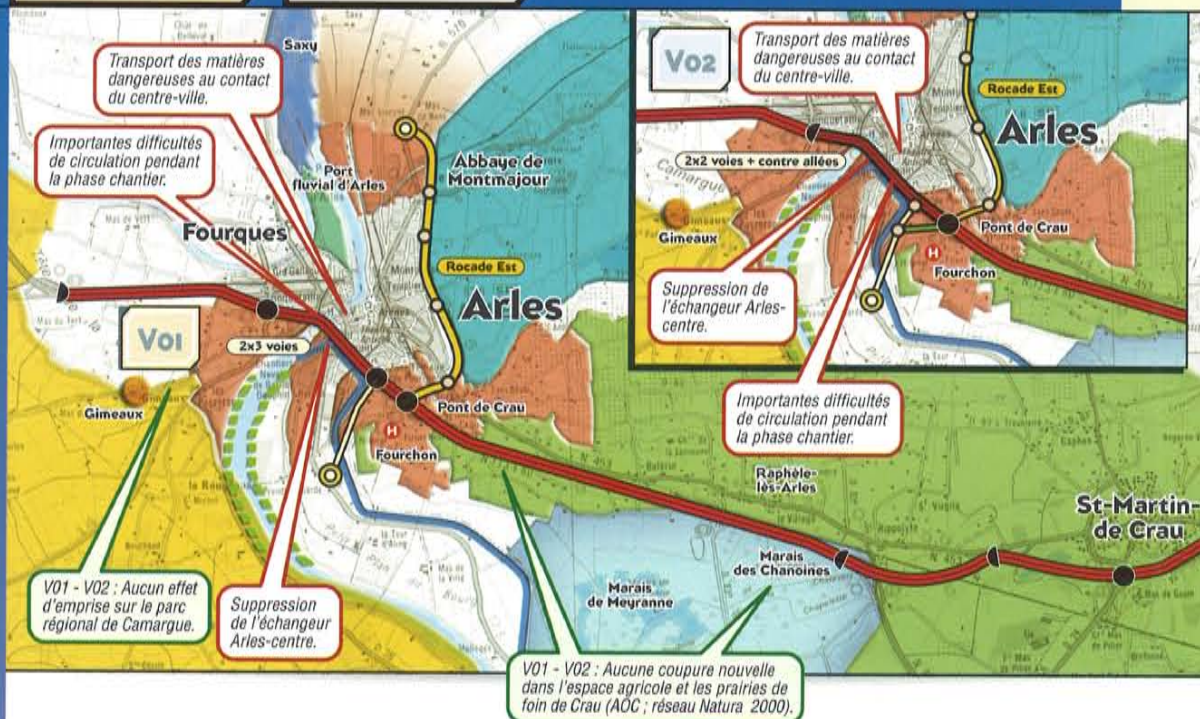 Saxy
Transport des matières
dangereuses au contact
du centre-ville.
Importantes difficultés
de circulation pendant
la phase chantier.
Port
fluvial d'Arles
Abbaye de
Montmajour
Fourques
Rocade Est
Arles
V01
2x3 voies
Gimeaux
Pont de Crau
H
Fourchon
V01 - V02 : Aucun effet
d'emprise sur le parc
régional de Camargue.
Suppression
de l'échangeur
Arles-centre.
Marais
de Meyranne
Marais
des Chanoines
Raphèle-
lès-Arles
N 453
St-Martin-
de Crau
V01 - V02 : Aucune coupure nouvelle
dans l'espace agricole et les prairies de
foin de Crau (AOC ; réseau Natura 2000).
V02
Transport des matières
dangereuses au contact
du centre-ville.
Rocade Est
Arles
2x2 voies + contre allées
Camargue
Gimeaux
Pont de Crau
H
Fourchon
N 453
Suppression de
l'échangeur Arles-
centre.
Importantes difficultés
de circulation pendant
la phase chantier.